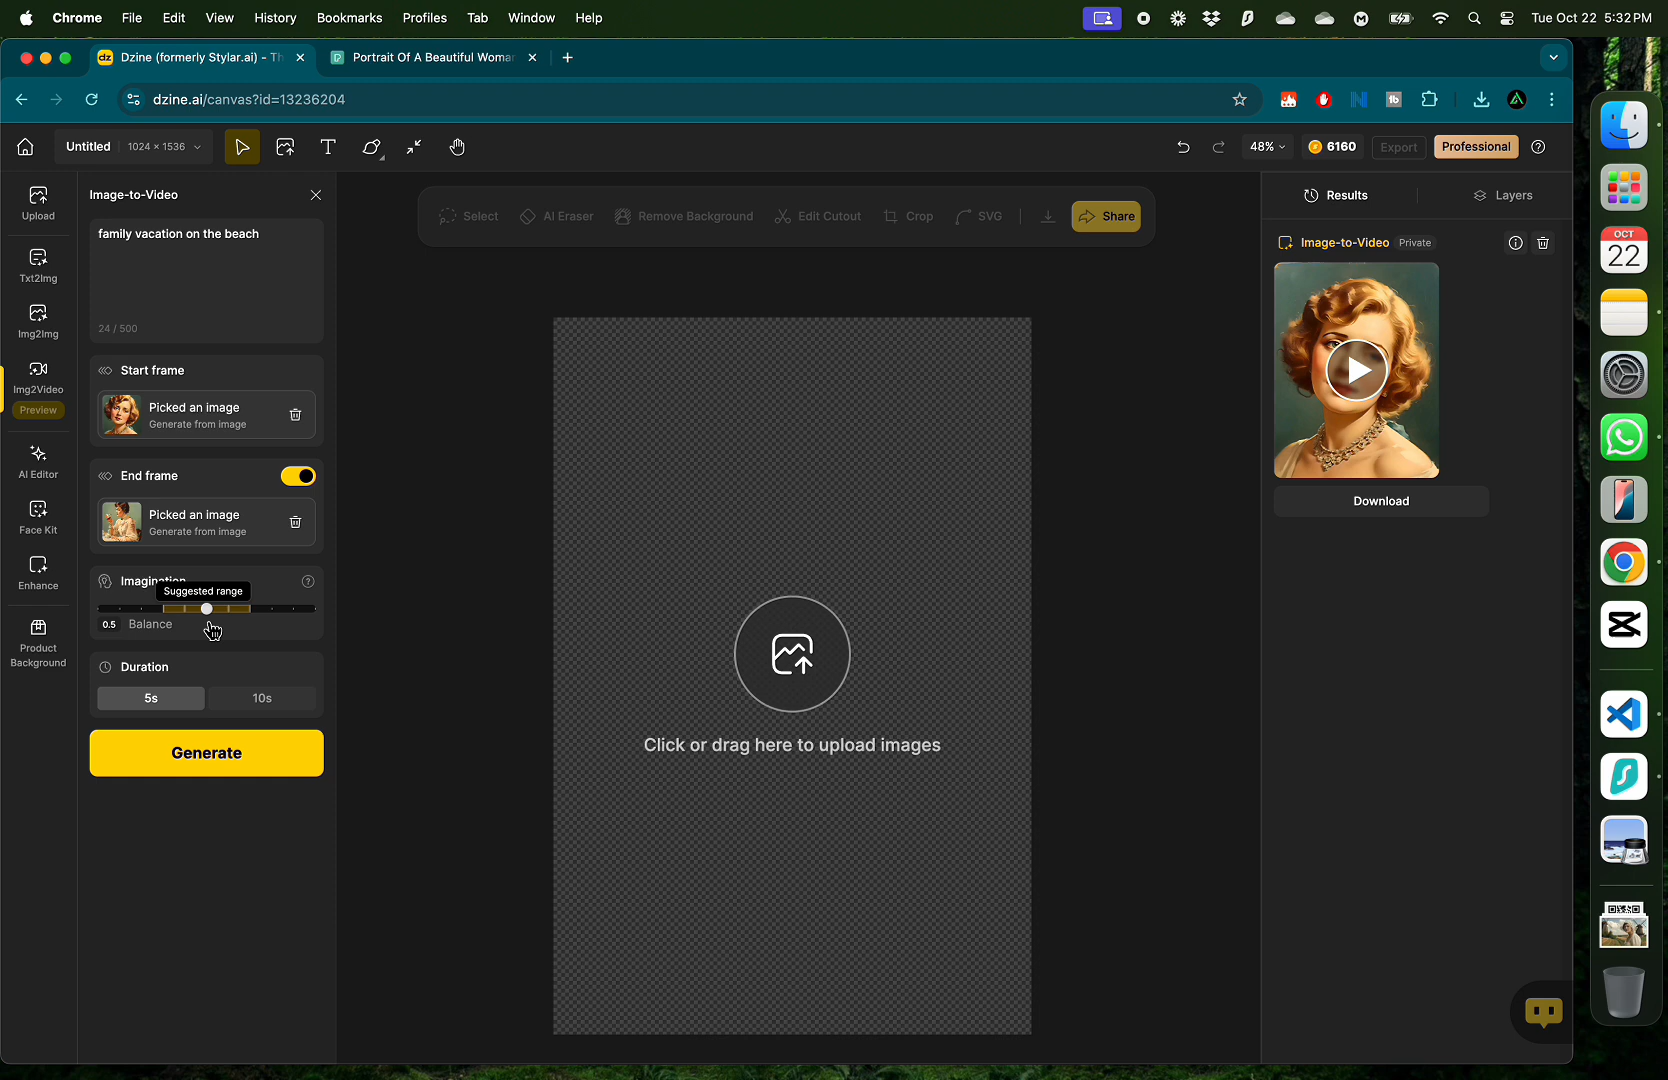 Chrome File Edit View History Bookmarks Profiles Tab Window Help
Tue Oct 22 5:32 PM
dz Dzine (formerly Stylar.ai) - Th
Portrait Of A Beautiful Woman
dzine.ai/canvas?id=13236204
Untitled 1024 × 1536
48% 6160 Export Professional
Upload
Txt2Img
Img2Img
Img2Video
Preview
AI Editor
Face Kit
Enhance
Product
Background
Image-to-Video
family vacation on the beach
24 / 500
Start frame
Picked an image
Generate from image
End frame
Picked an image
Generate from image
Imagination
Suggested range
0.5 Balance
Duration
5s 10s
Generate
Select AI Eraser Remove Background Edit Cutout Crop SVG Share
Click or drag here to upload images
Results Layers
Image-to-Video Private
Download
OCT
22